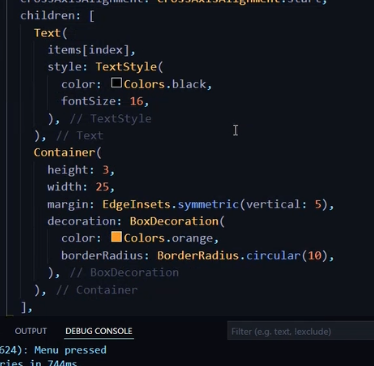 crossAxisAlignment: CrossAxisAlignment.start,
children: [
Text(
items[index],
style: TextStyle(
color: Colors.black,
fontSize: 16,
), // TextStyle
), // Text
Container(
height: 3,
width: 25,
margin: EdgeInsets.symmetric(vertical: 5),
decoration: BoxDecoration(
color: Colors.orange,
borderRadius: BorderRadius.circular(10),
), // BoxDecoration
), // Container
],
OUTPUT
DEBUG CONSOLE
Filter (e.g. text, !exclude)
624): Menu pressed
ries in 744ms